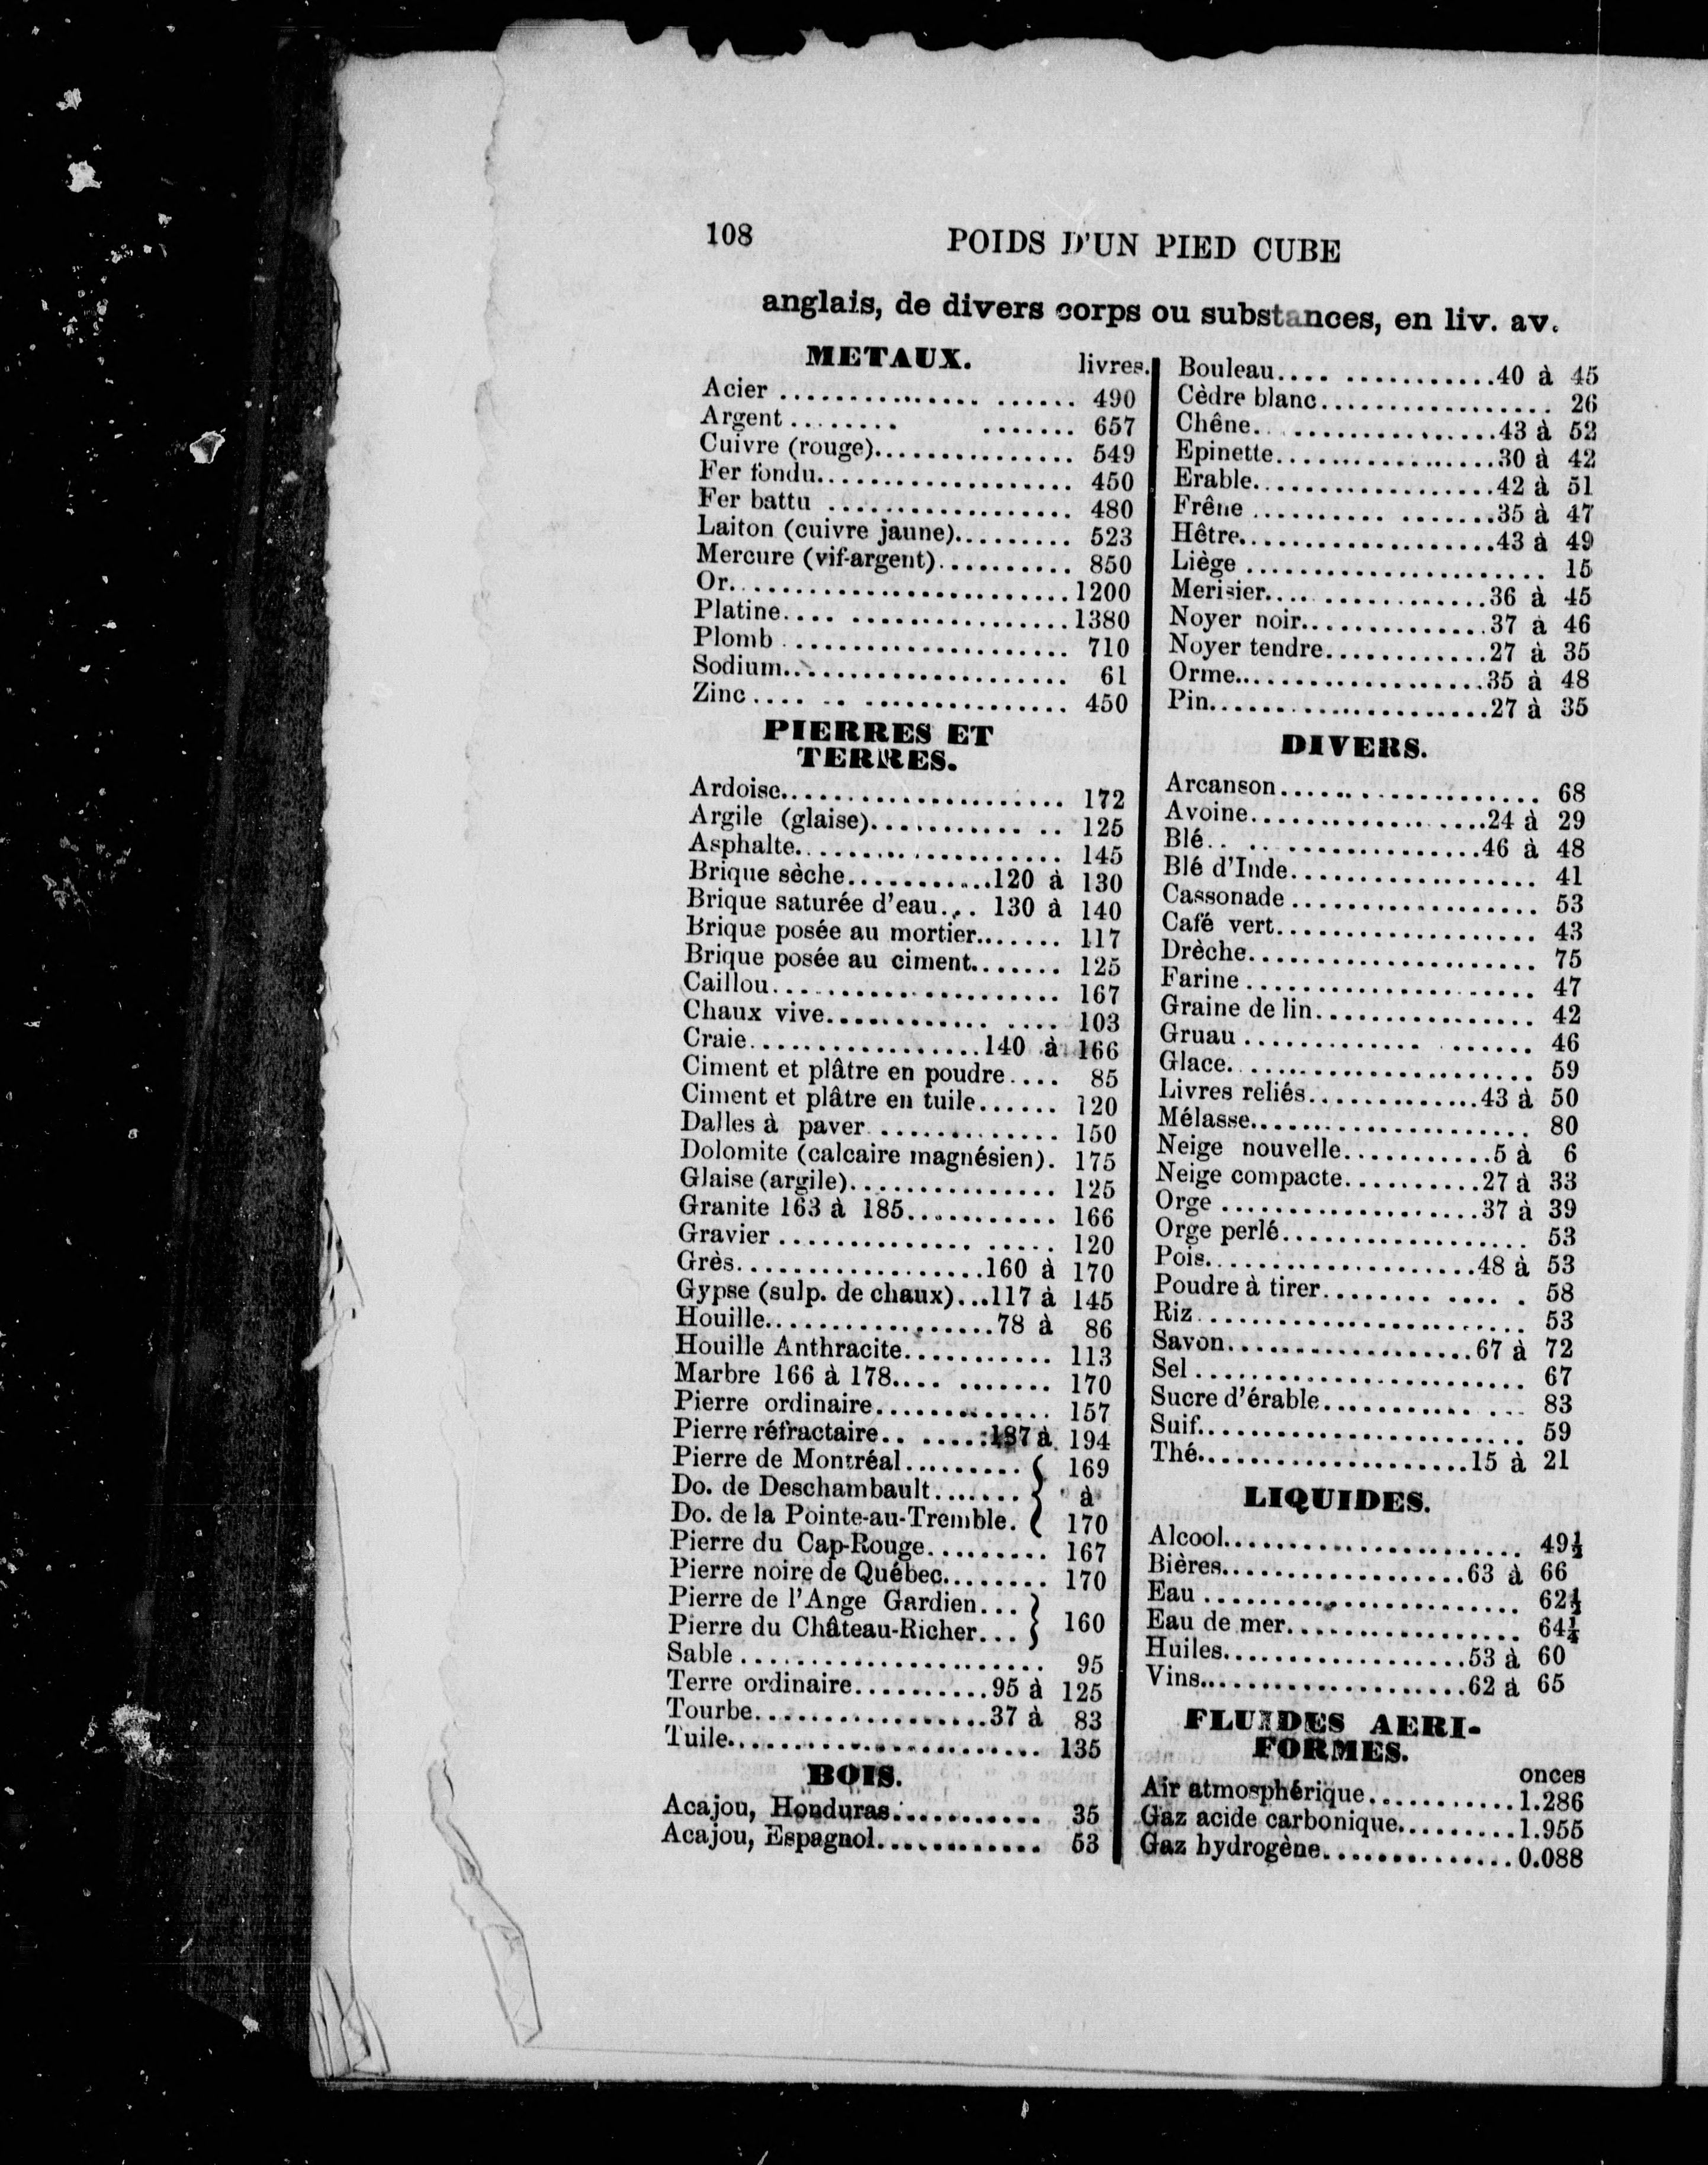 108 POIDS D'UN PIED CUBE
anglais, de divers corps ou substances, en liv. av.
METAUX. livres.
Acier .................... 490
Argent ........ ....... 657
Cuivre (rouge)............... 549
Fer fondu................... 450
Fer battu .................. 480
Laiton (cuivre jaune)......... 523
Mercure (vif-argent).......... 850
Or.........................1200
Platine.... ................1380
Plomb ..................... 710
Sodium..................... 61
Zinc .... .. ............... 450
PIERRES ET
TERRES.
Ardoise..................... 172
Argile (glaise)........... .. 125
Asphalte.................... 145
Brique sèche...........120 à 130
Brique saturée d'eau... 130 à 140
Brique posée au mortier....... 117
Brique posée au ciment....... 125
Caillou..................... 167
Chaux vive............ .... 103
Craie.................140 à 166
Ciment et plâtre en poudre.... 85
Ciment et plâtre en tuile...... 120
Dalles à paver .............. 150
Dolomite (calcaire magnésien). 175
Glaise (argile)............... 125
Granite 163 à 185........... 166
Gravier .............. ..... 120
Grès..................160 à 170
Gypse (sulp. de chaux)...117 à 145
Houille.................78 à 86
Houille Anthracite........... 113
Marbre 166 à 178.... ....... 170
Pierre ordinaire............. 157
Pierre réfractaire.. .....187 à 194
Pierre de Montréal......... { 169
Do. de Deschambault....... { à
Do. de la Pointe-au-Tremble. { 170
Pierre du Cap-Rouge......... 167
Pierre noire de Québec........ 170
Pierre de l'Ange Gardien... }
Pierre du Château-Richer... } 160
Sable ...................... 95
Terre ordinaire..........95 à 125
Tourbe.................37 à 83
Tuile....................... 135
BOIS.
Acajou, Honduras........... 35
Acajou, Espagnol............ 53
Bouleau.... ...........40 à 45
Cèdre blanc................. 26
Chêne.. ................43 à 52
Epinette................30 à 42
Erable..................42 à 51
Frêne .......... .......35 à 47
Hêtre...................43 à 49
Liège ...................... 15
Merisier.... ............36 à 45
Noyer noir..............37 à 46
Noyer tendre............27 à 35
Orme..................35 à 48
Pin.....................27 à 35
DIVERS.
Arcanson................... 68
Avoine.................24 à 29
Blé.. .. ...............46 à 48
Blé d'Inde.................. 41
Cassonade .................. 53
Café vert................... 43
Drèche..................... 75
Farine ..................... 47
Graine de lin................ 42
Gruau ............. ...... 46
Glace....................... 59
Livres reliés.............43 à 50
Mélasse..................... 80
Neige nouvelle...........5 à 6
Neige compacte..........27 à 33
Orge ...................37 à 39
Orge perlé.................. 53
Pois....................48 à 53
Poudre à tirer........ .... . 58
Riz........................ 53
Savon..................67 à 72
Sel ........................ 67
Sucre d'érable........... ... 83
Suif........................ 59
Thé....................15 à 21
LIQUIDES.
Alcool...................... 49½
Bières..................63 à 66
Eau ....................... 62½
Eau de mer................. 64¼
Huiles..................53 à 60
Vins...................62 à 65
FLUIDES AERI-
FORMES.
onces
Air atmosphérique...........1.286
Gaz acide carbonique.........1.955
Gaz hydrogène..............0.088